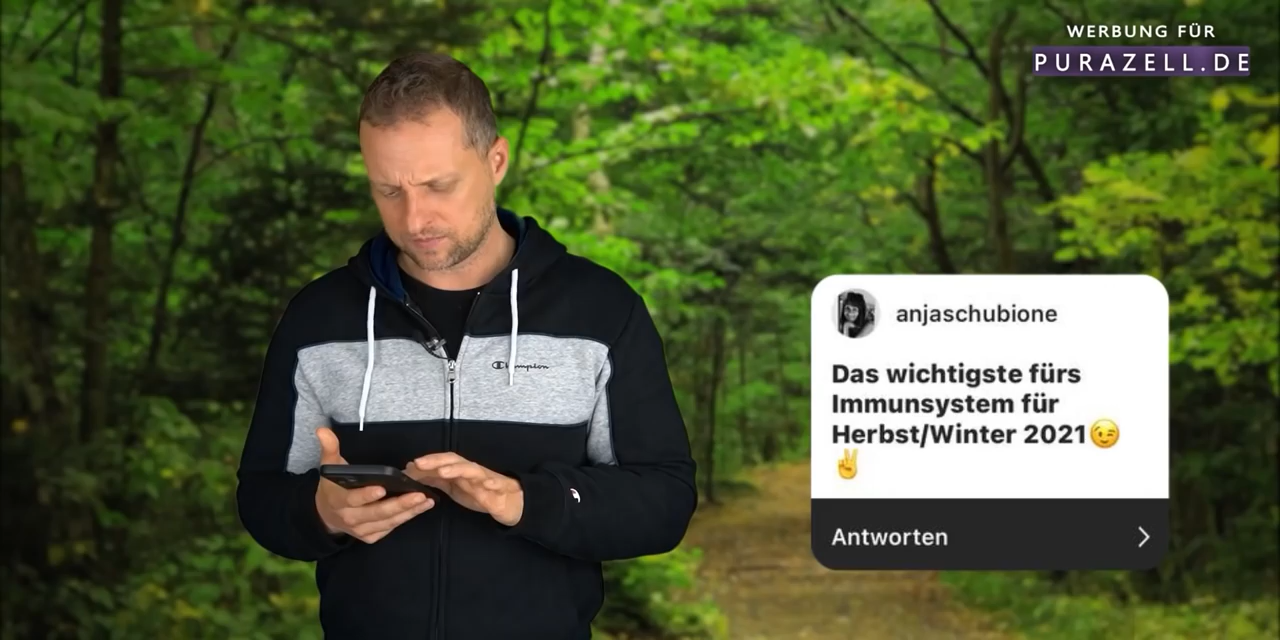 WERBUNG FÜR
PURAZELL.DE
anjaschubione
Das wichtigste fürs
Immunsystem für
Herbst/Winter 2021😉
✌️
Antworten
Champion